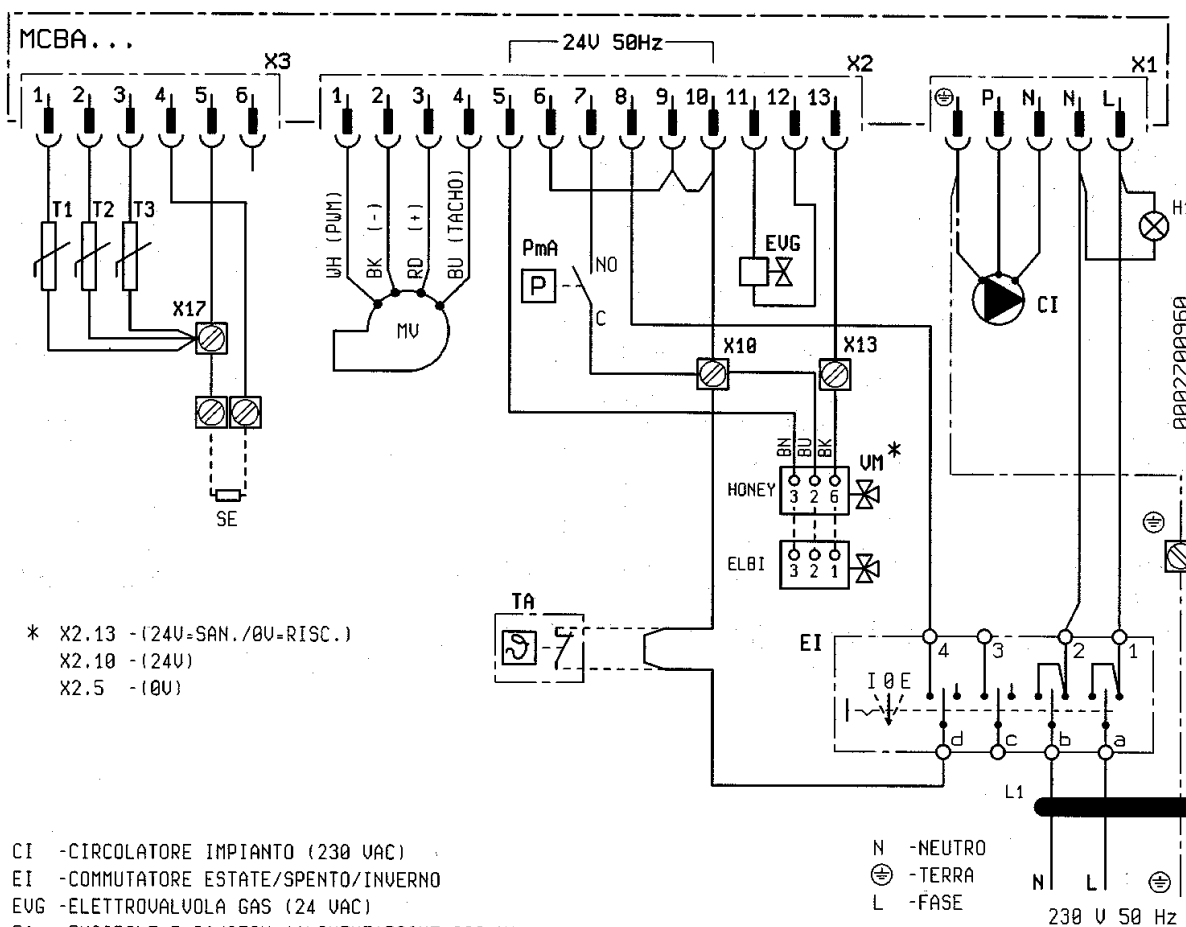 MCBA...
24V 50Hz
X3 X2 X1
1 2 3 4 5 6
1 2 3 4 5 6 7 8 9 10 11 12 13
P N N L
T1 T2 T3
WH (PWM)
BK (-)
RD (+)
BU (TACHO)
PmA
P
NO
C
EVG
H1
CI
X17
MV
X10
X13
0002700960
BN
BU
BK
VM *
HONEY
3 2 6
SE
ELBI
3 2 1
TA
* X2.13 -(24V=SAN./0V=RISC.)
X2.10 -(24V)
X2.5 -(0V)
EI
4 3 2 1
I 0 E
d c b a
L1
CI -CIRCOLATORE IMPIANTO (230 VAC)
EI -COMMUTATORE ESTATE/SPENTO/INVERNO
EVG -ELETTROVALVOLA GAS (24 VAC)
N -NEUTRO
-TERRA
L -FASE
N L
230 V 50 Hz